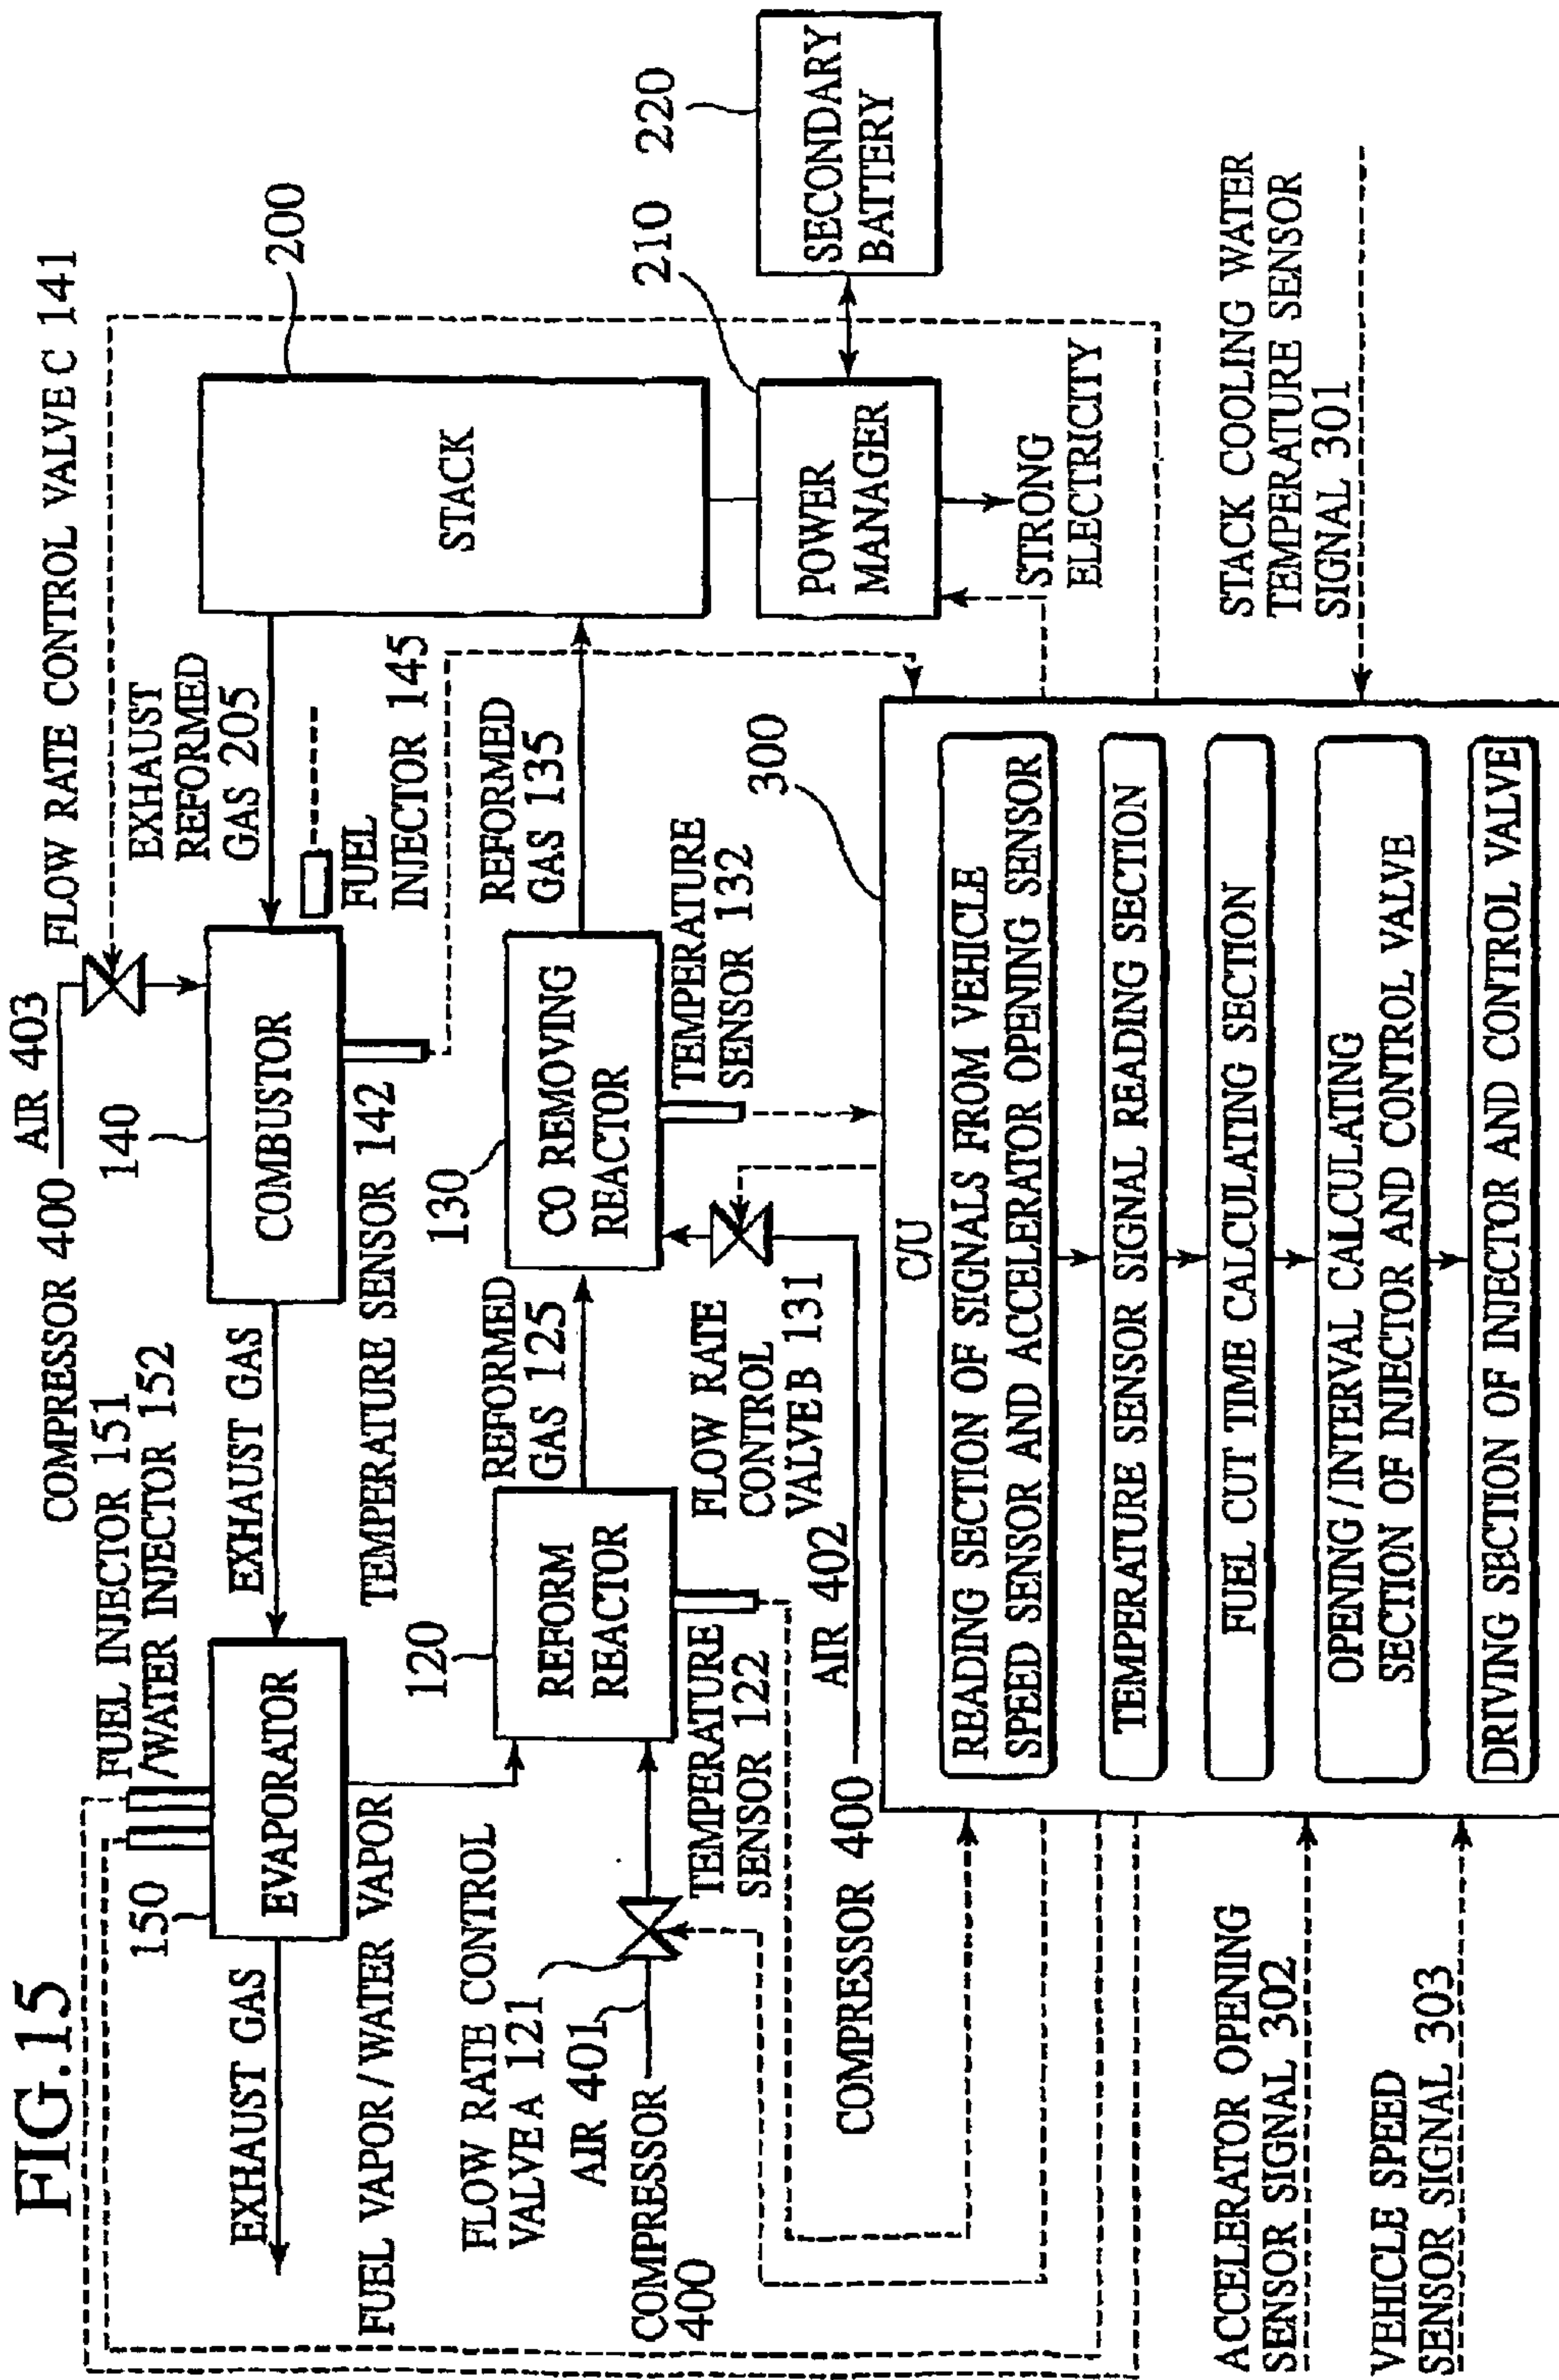 FIG.15
FUEL INJECTOR 151
/WATER INJECTOR 152
COMPRESSOR 400
AIR 403
FLOW RATE CONTROL VALVE C 141
150
EVAPORATOR
EXHAUST GAS
EXHAUST GAS
140
COMBUSTOR
EXHAUST
REFORMED
GAS 205
200
STACK
FUEL
INJECTOR 145
TEMPERATURE SENSOR 142
FUEL VAPOR/WATER VAPOR
120
REFORM
REACTOR
REFORMED
GAS 125
130
CO REMOVING
REACTOR
REFORMED
GAS 135
FLOW RATE CONTROL
VALVE A 121
AIR 401
COMPRESSOR
400
TEMPERATURE
SENSOR 122
FLOW RATE
CONTROL
VALVE B 131
TEMPERATURE
SENSOR 132
210
POWER
MANAGER
220
SECONDARY
BATTERY
STRONG
ELECTRICITY
COMPRESSOR 400
AIR 402
300
C/U
READING SECTION OF SIGNALS FROM VEHICLE
SPEED SENSOR AND ACCELERATOR OPENING SENSOR
TEMPERATURE SENSOR SIGNAL READING SECTION
FUEL CUT TIME CALCULATING SECTION
OPENING/INTERVAL CALCULATING
SECTION OF INJECTOR AND CONTROL VALVE
DRIVING SECTION OF INJECTOR AND CONTROL VALVE
ACCELERATOR OPENING
SENSOR SIGNAL 302
VEHICLE SPEED
SENSOR SIGNAL 303
STACK COOLING WATER
TEMPERATURE SENSOR
SIGNAL 301